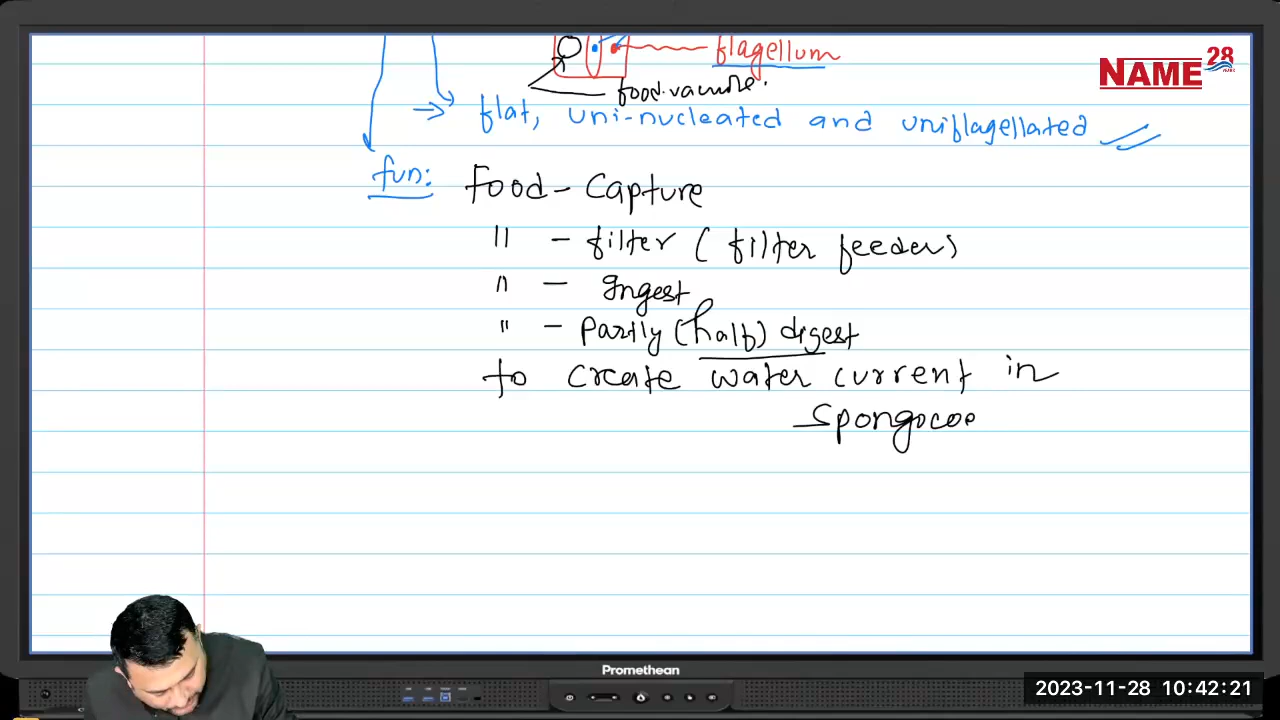 flagellum
NAME 28
food vacuole.
→ flat, uni-nucleated and uniflagellated
fun: Food - Capture
" - filter (filter feeders)
" - Ingest
" - Partly (half) digest
to create water current in
Spongocoe
Promethean
2023-11-28 10:42:21